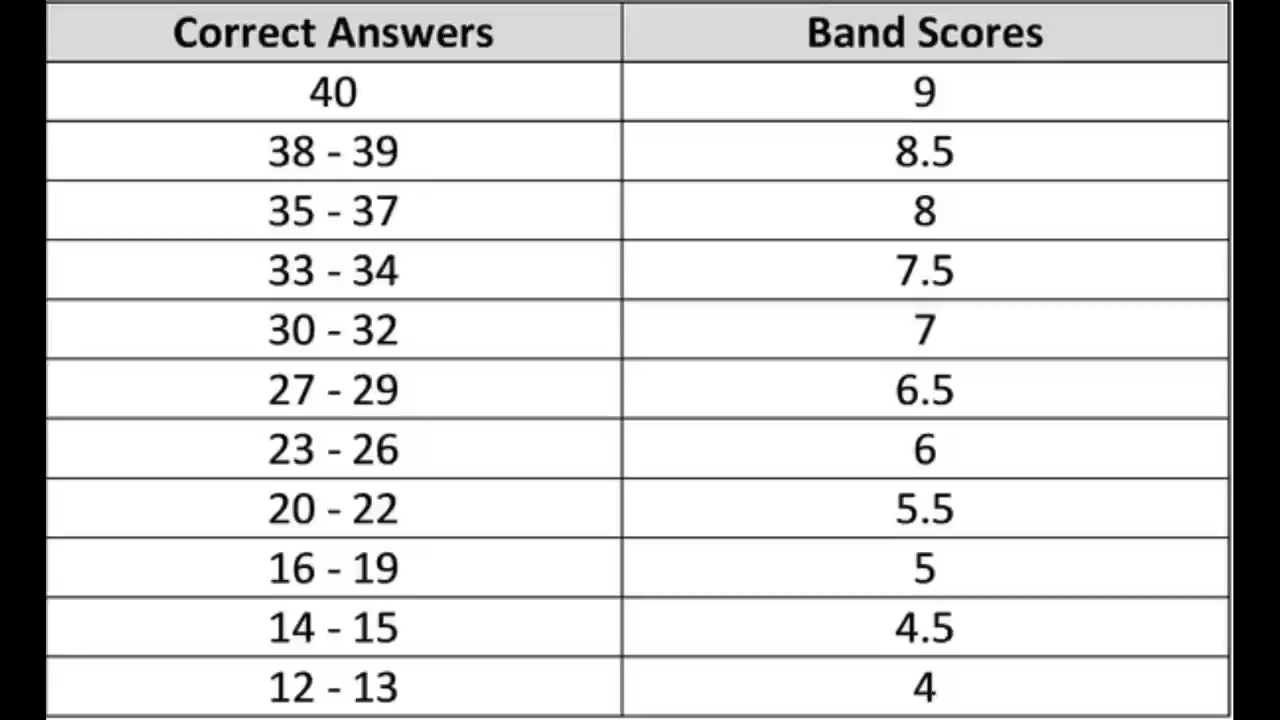 Correct Answers Band Scores
40 9
38 - 39 8.5
35 - 37 8
33 - 34 7.5
30 - 32 7
27 - 29 6.5
23 - 26 6
20 - 22 5.5
16 - 19 5
14 - 15 4.5
12 - 13 4